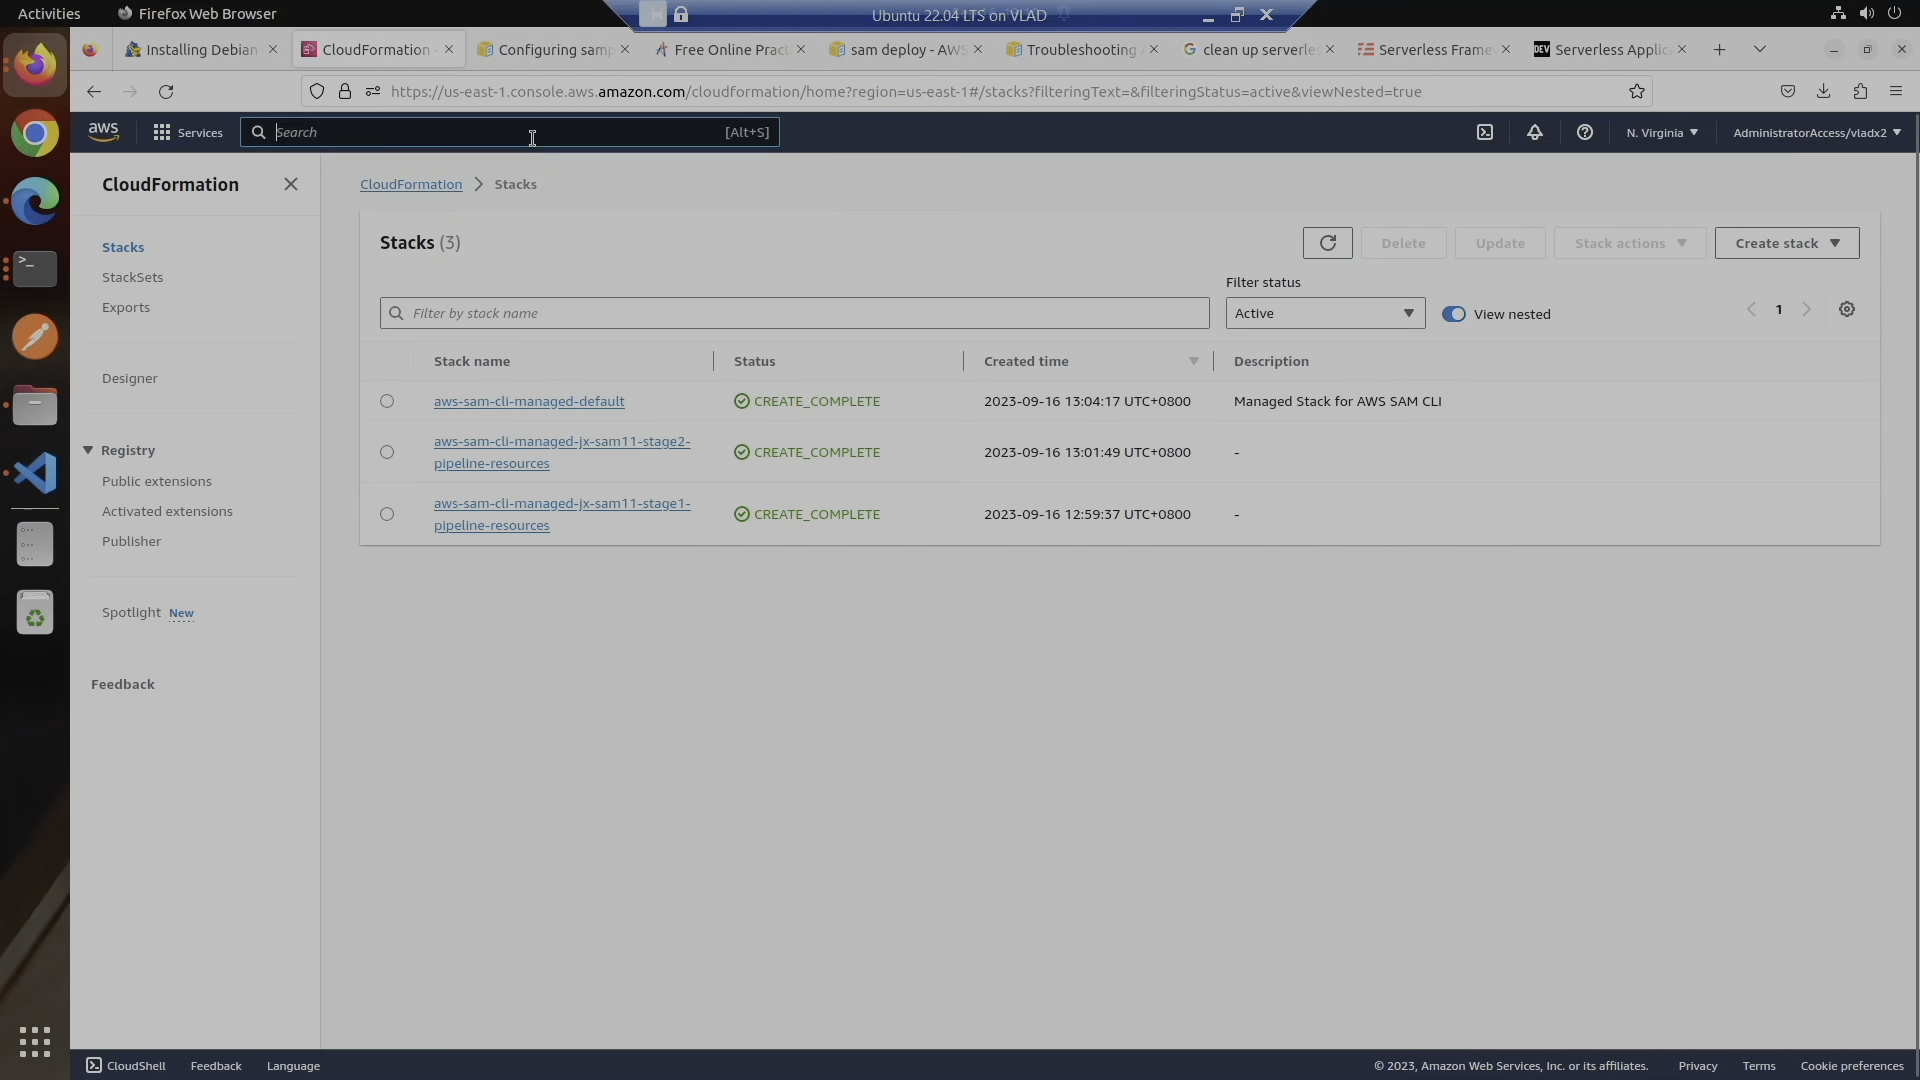 Activities
Firefox Web Browser
Ubuntu 22.04 LTS on VLAD
Installing Debian
CloudFormation -
Configuring samp
Free Online Pract
sam deploy - AWS
Troubleshooting
clean up serverles
Serverless Frame
DEV
Serverless Applic
https://us-east-1.console.aws.amazon.com/cloudformation/home?region=us-east-1#/stacks?filteringText=&filteringStatus=active&viewNested=true
aws
Services
Search
[Alt+S]
N. Virginia
AdministratorAccess/vladx2
CloudFormation
Stacks
StackSets
Exports
Designer
Registry
Public extensions
Activated extensions
Publisher
Spotlight New
Feedback
CloudFormation
Stacks
Stacks (3)
Delete
Update
Stack actions
Create stack
Filter status
Filter by stack name
Active
View nested
1
Stack name
Status
Created time
Description
aws-sam-cli-managed-default
CREATE_COMPLETE
2023-09-16 13:04:17 UTC+0800
Managed Stack for AWS SAM CLI
aws-sam-cli-managed-jx-sam11-stage2-
pipeline-resources
CREATE_COMPLETE
2023-09-16 13:01:49 UTC+0800
-
aws-sam-cli-managed-jx-sam11-stage1-
pipeline-resources
CREATE_COMPLETE
2023-09-16 12:59:37 UTC+0800
-
CloudShell
Feedback
Language
© 2023, Amazon Web Services, Inc. or its affiliates.
Privacy
Terms
Cookie preferences